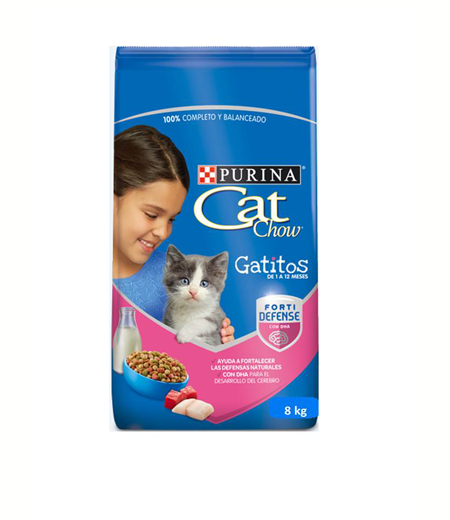 100% COMPLETO Y BALANCEADO
PURINA
Cat
Chow
Gatitos
DE 1 A 12 MESES
FORTI
DEFENSE
CON DHA
AYUDA A FORTALECER
LAS DEFENSAS NATURALES
CON DHA PARA EL
DESARROLLO DEL CEREBRO
8 kg